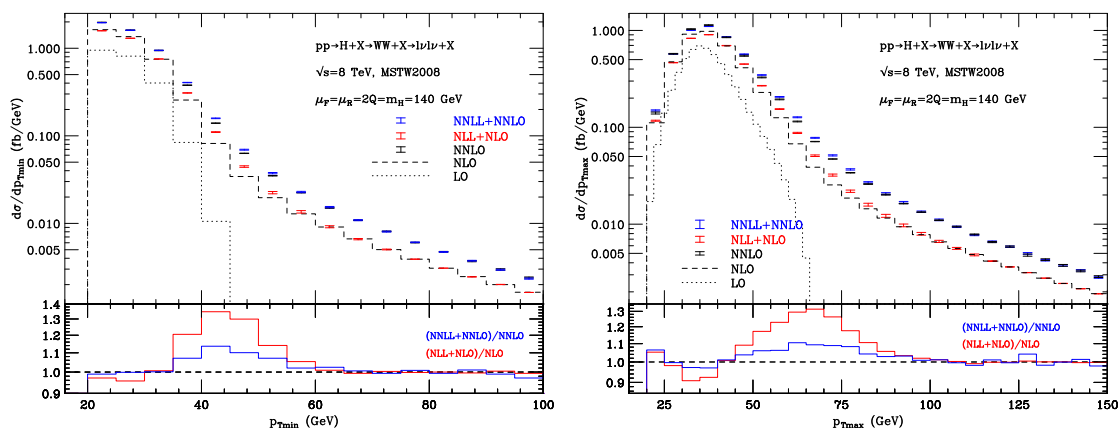 pp→H+X→WW+X→lνlν+X
√s=8 TeV, MSTW2008
μF=μR=2Q=mH=140 GeV
NNLL+NNLO
NLL+NLO
NNLO
NLO
LO
dσ/dpTmin (fb/GeV)
1.000
0.500
0.100
0.050
0.010
0.005
1.4
1.3
1.2
1.1
1.0
0.9
(NNLL+NNLO)/NNLO
(NLL+NLO)/NLO
20
40
60
80
100
pTmin (GeV)
pp→H+X→WW+X→lνlν+X
√s=8 TeV, MSTW2008
μF=μR=2Q=mH=140 GeV
NNLL+NNLO
NLL+NLO
NNLO
NLO
LO
dσ/dpTmax (fb/GeV)
1.000
0.500
0.100
0.050
0.010
0.005
1.3
1.2
1.1
1.0
0.9
(NNLL+NNLO)/NNLO
(NLL+NLO)/NLO
25
50
75
100
125
150
pTmax (GeV)